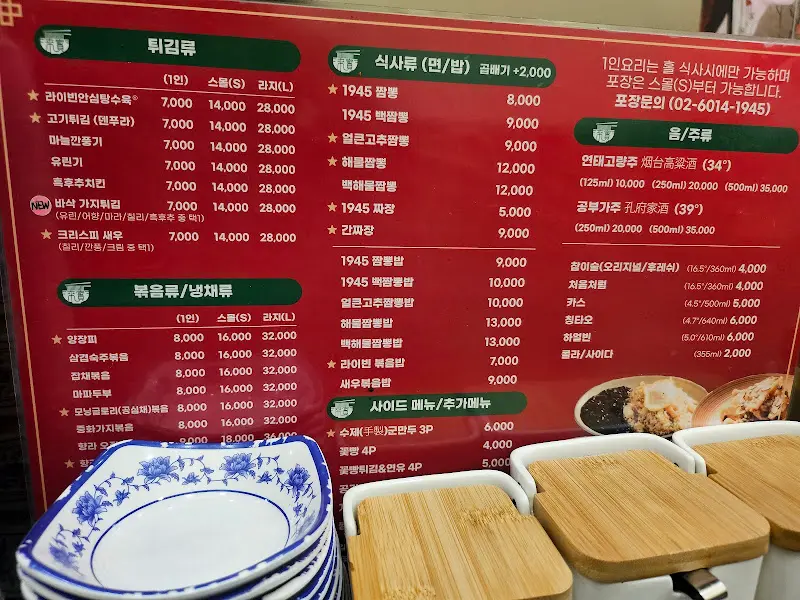 튀김류
(1인) 스몰(S) 라지(L)
라이빈안심탕수육® 7,000 14,000 28,000
고기튀김 (덴푸라) 7,000 14,000 28,000
마늘깐풍기 7,000 14,000 28,000
유린기 7,000 14,000 28,000
흑후추치킨 7,000 14,000 28,000
NEW 바삭 가지튀김 7,000 14,000 28,000
(유린/어향/마라/칠리/흑후추 중 택1)
크리스피 새우 7,000 14,000 28,000
(칠리/깐풍/크림 중 택1)
볶음류/냉채류
(1인) 스몰(S) 라지(L)
양장피 8,000 16,000 32,000
삼겹숙주볶음 8,000 16,000 32,000
잡채볶음 8,000 16,000 32,000
마파두부 8,000 16,000 32,000
모닝글로리(공심채)볶음 8,000 16,000 32,000
중화가지볶음 8,000 16,000 32,000
향라 9,000 18,000 36,000
식사류 (면/밥) 곱배기 +2,000
1945 짬뽕 8,000
1945 백짬뽕 9,000
얼큰고추짬뽕 9,000
해물짬뽕 12,000
백해물짬뽕 12,000
1945 짜장 5,000
간짜장 9,000
1945 짬뽕밥 9,000
1945 백짬뽕밥 10,000
얼큰고추짬뽕밥 10,000
해물짬뽕밥 13,000
백해물짬뽕밥 13,000
라이빈 볶음밥 7,000
새우볶음밥 9,000
사이드 메뉴/추가메뉴
수제(手製)군만두 3P 6,000
꽃빵 4P 4,000
꽃빵튀김&연유 4P 5,000
1인요리는 홀 식사시에만 가능하며
포장은 스몰(S)부터 가능합니다.
포장문의 (02-6014-1945)
음/주류
연태고량주 烟台高粱酒 (34°)
(125ml) 10,000 (250ml) 20,000 (500ml) 35,000
공부가주 孔府家酒 (39°)
(250ml) 20,000 (500ml) 35,000
참이슬(오리지널/후레쉬) (16.5°/360ml) 4,000
처음처럼 (16.5°/360ml) 4,000
카스 (4.5°/500ml) 5,000
칭타오 (4.7°/640ml) 6,000
하얼빈 (5.0°/610ml) 6,000
콜라/사이다 (355ml) 2,000